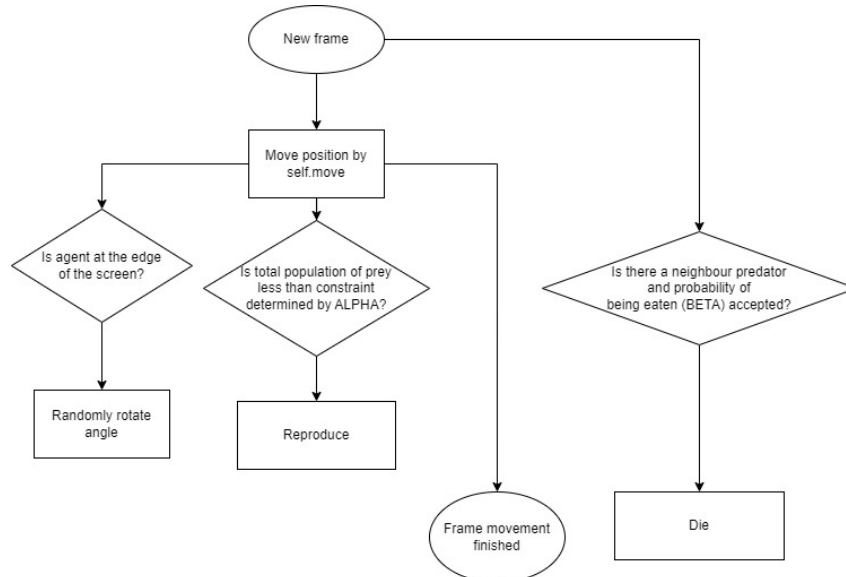 New frame
Move position by
self.move
Is agent at the edge
of the screen?
Is total population of prey
less than constraint
determined by ALPHA?
Is there a neighbour predator
and probability of
being eaten (BETA) accepted?
Randomly rotate
angle
Reproduce
Frame movement
finished
Die